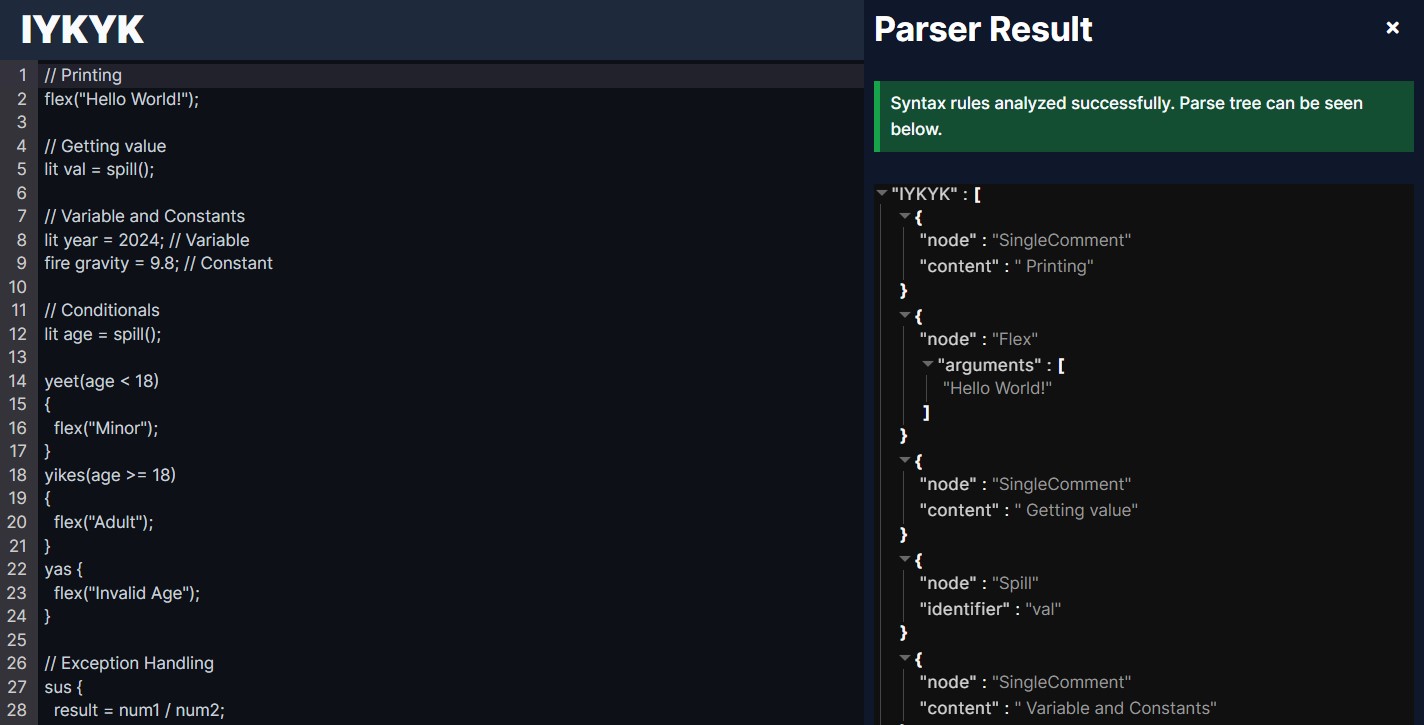 IYKYK
1 // Printing
2 flex("Hello World!");
3
4 // Getting value
5 lit val = spill();
6
7 // Variable and Constants
8 lit year = 2024; // Variable
9 fire gravity = 9.8; // Constant
10
11 // Conditionals
12 lit age = spill();
13
14 yeet(age < 18)
15 {
16   flex("Minor");
17 }
18 yikes(age >= 18)
19 {
20   flex("Adult");
21 }
22 yas {
23   flex("Invalid Age");
24 }
25
26 // Exception Handling
27 sus {
28   result = num1 / num2;
Parser Result
×
Syntax rules analyzed successfully. Parse tree can be seen
below.
"IYKYK" : [
{
"node" : "SingleComment"
"content" : " Printing"
}
{
"node" : "Flex"
"arguments" : [
"Hello World!"
]
}
{
"node" : "SingleComment"
"content" : " Getting value"
}
{
"node" : "Spill"
"identifier" : "val"
}
{
"node" : "SingleComment"
"content" : " Variable and Constants"